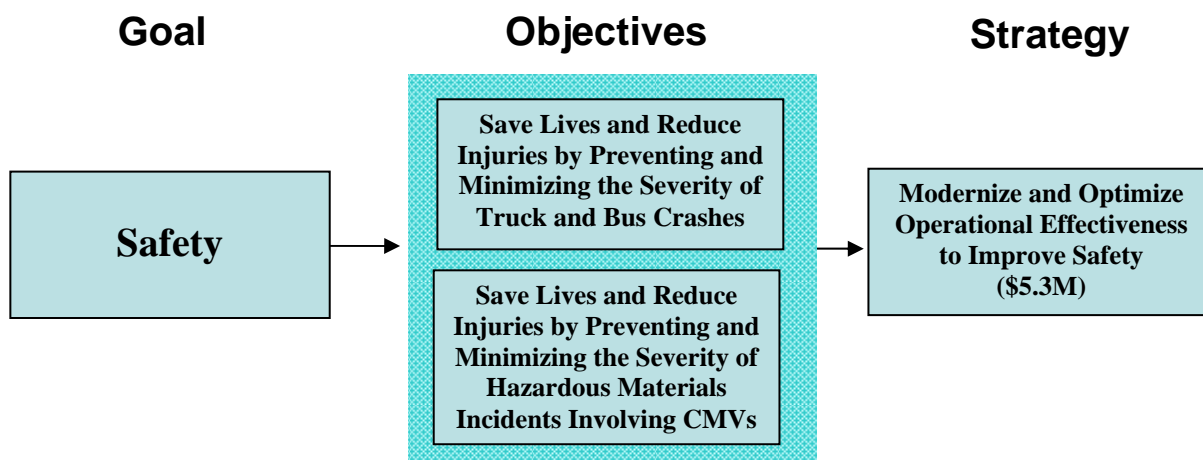 Goal
Objectives
Strategy
Safety
Save Lives and Reduce
Injuries by Preventing and
Minimizing the Severity of
Truck and Bus Crashes
Save Lives and Reduce
Injuries by Preventing and
Minimizing the Severity of
Hazardous Materials
Incidents Involving CMVs
Modernize and Optimize
Operational Effectiveness
to Improve Safety
($5.3M)